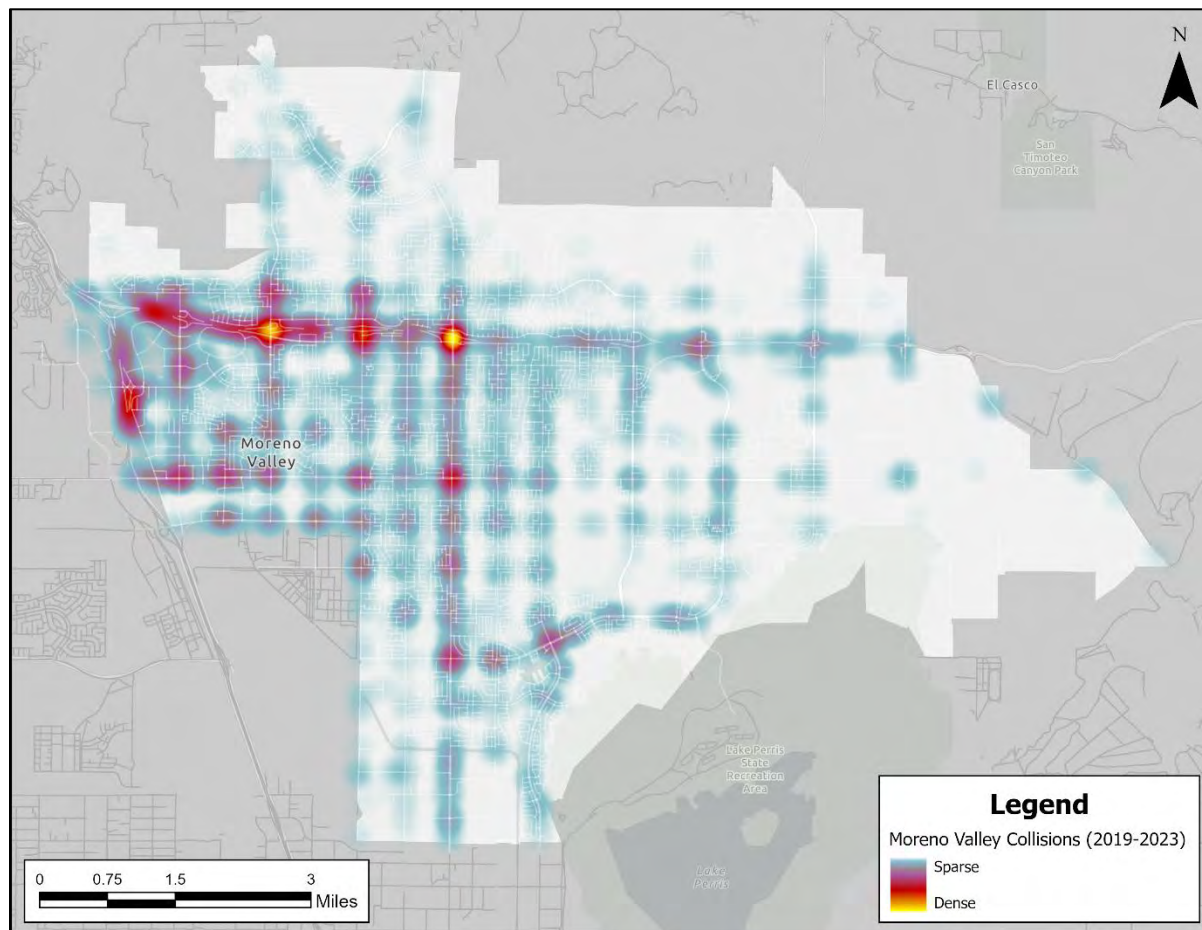 N
El Casco
San
Timoteo
Canyon Park
Moreno
Valley
Lake Perris
State
Recreation
Area
Lake
Perris
Legend
Moreno Valley Collisions (2019-2023)
Sparse
Dense
0 0.75 1.5 3
Miles